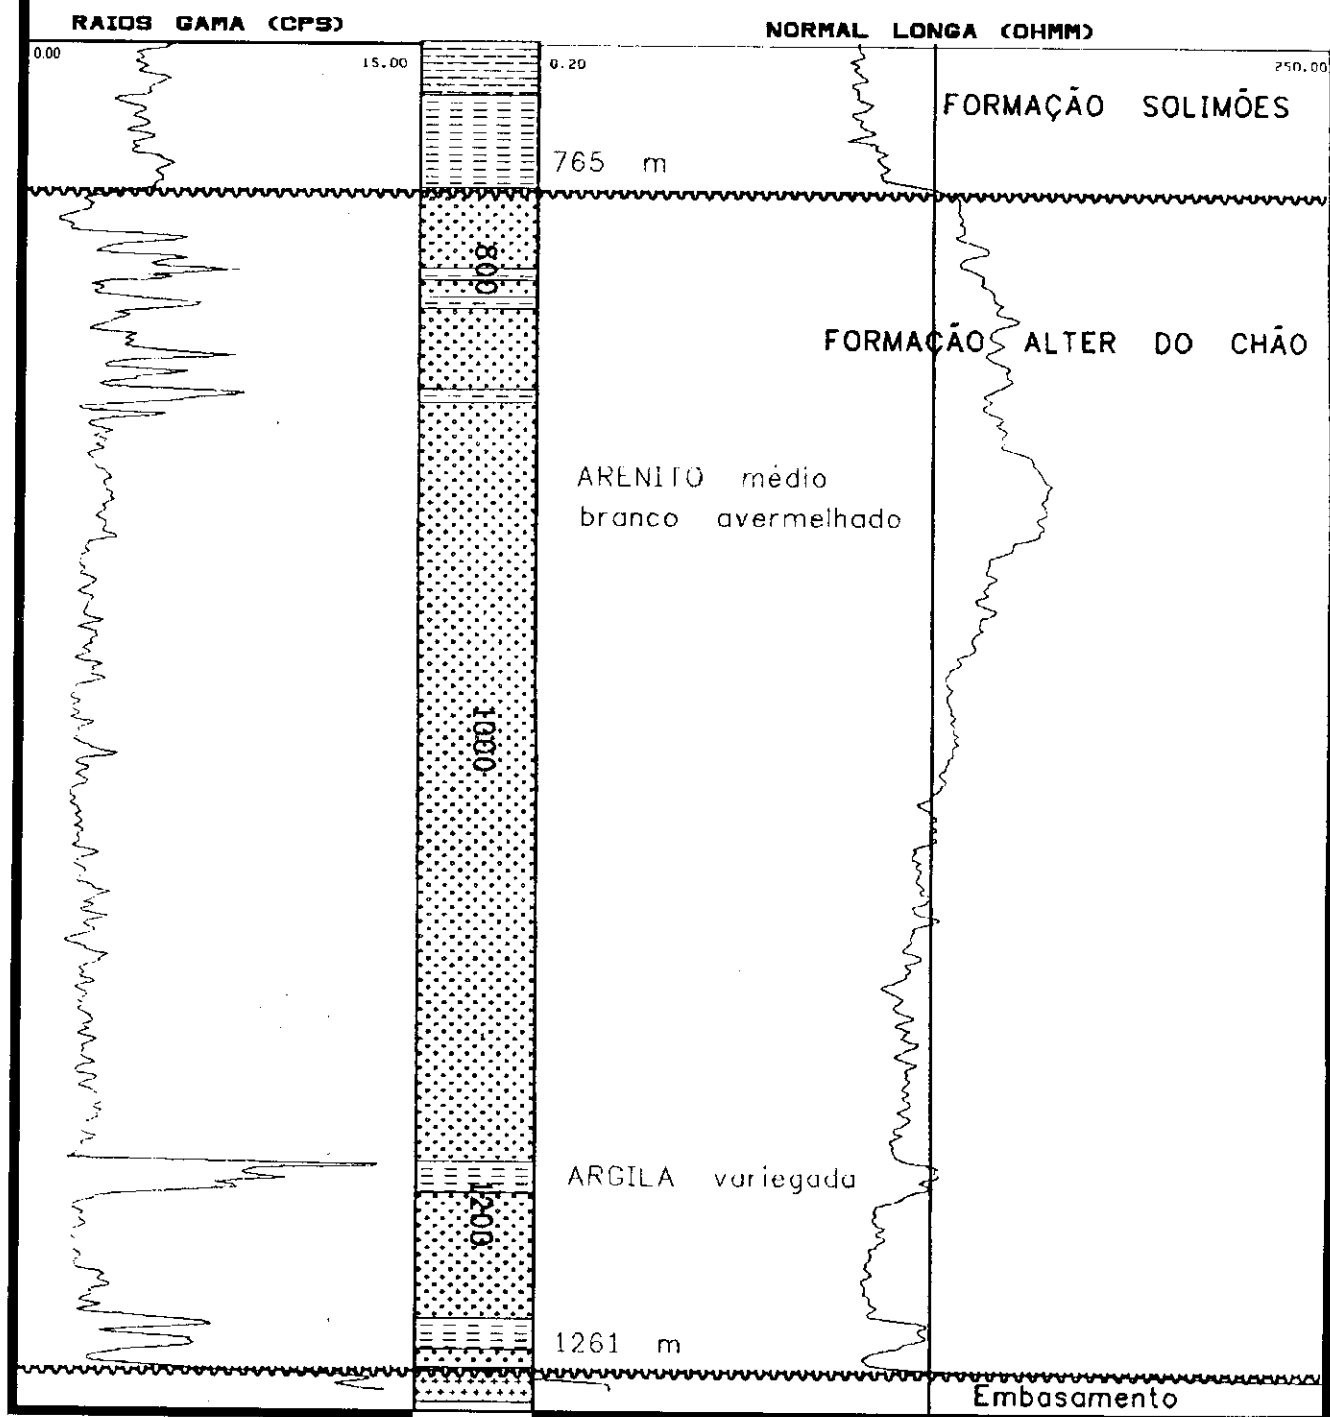 RAIOS GAMA (CPS)
NORMAL LONGA (OHMM)
0.00
15.00
0.20
250.00
FORMAÇÃO SOLIMÕES
765 m
800
FORMAÇÃO ALTER DO CHÃO
ARENITO médio
branco avermelhado
1000
ARGILA variegada
1200
1261 m
Embasamento